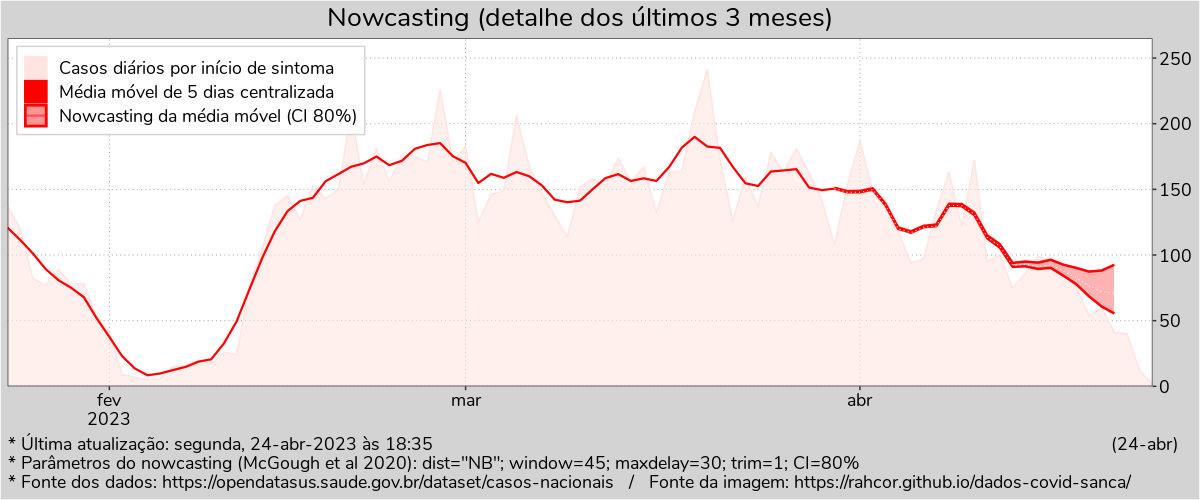 Nowcasting (detalhe dos últimos 3 meses)
Casos diários por início de sintoma
Média móvel de 5 dias centralizada
Nowcasting da média móvel (CI 80%)
250
200
150
100
50
0
fev
2023
mar
abr
* Última atualização: segunda, 24-abr-2023 às 18:35
(24-abr)
* Parâmetros do nowcasting (McGough et al 2020): dist="NB"; window=45; maxdelay=30; trim=1; CI=80%
* Fonte dos dados: https://opendatasus.saude.gov.br/dataset/casos-nacionais / Fonte da imagem: https://rahcor.github.io/dados-covid-sanca/